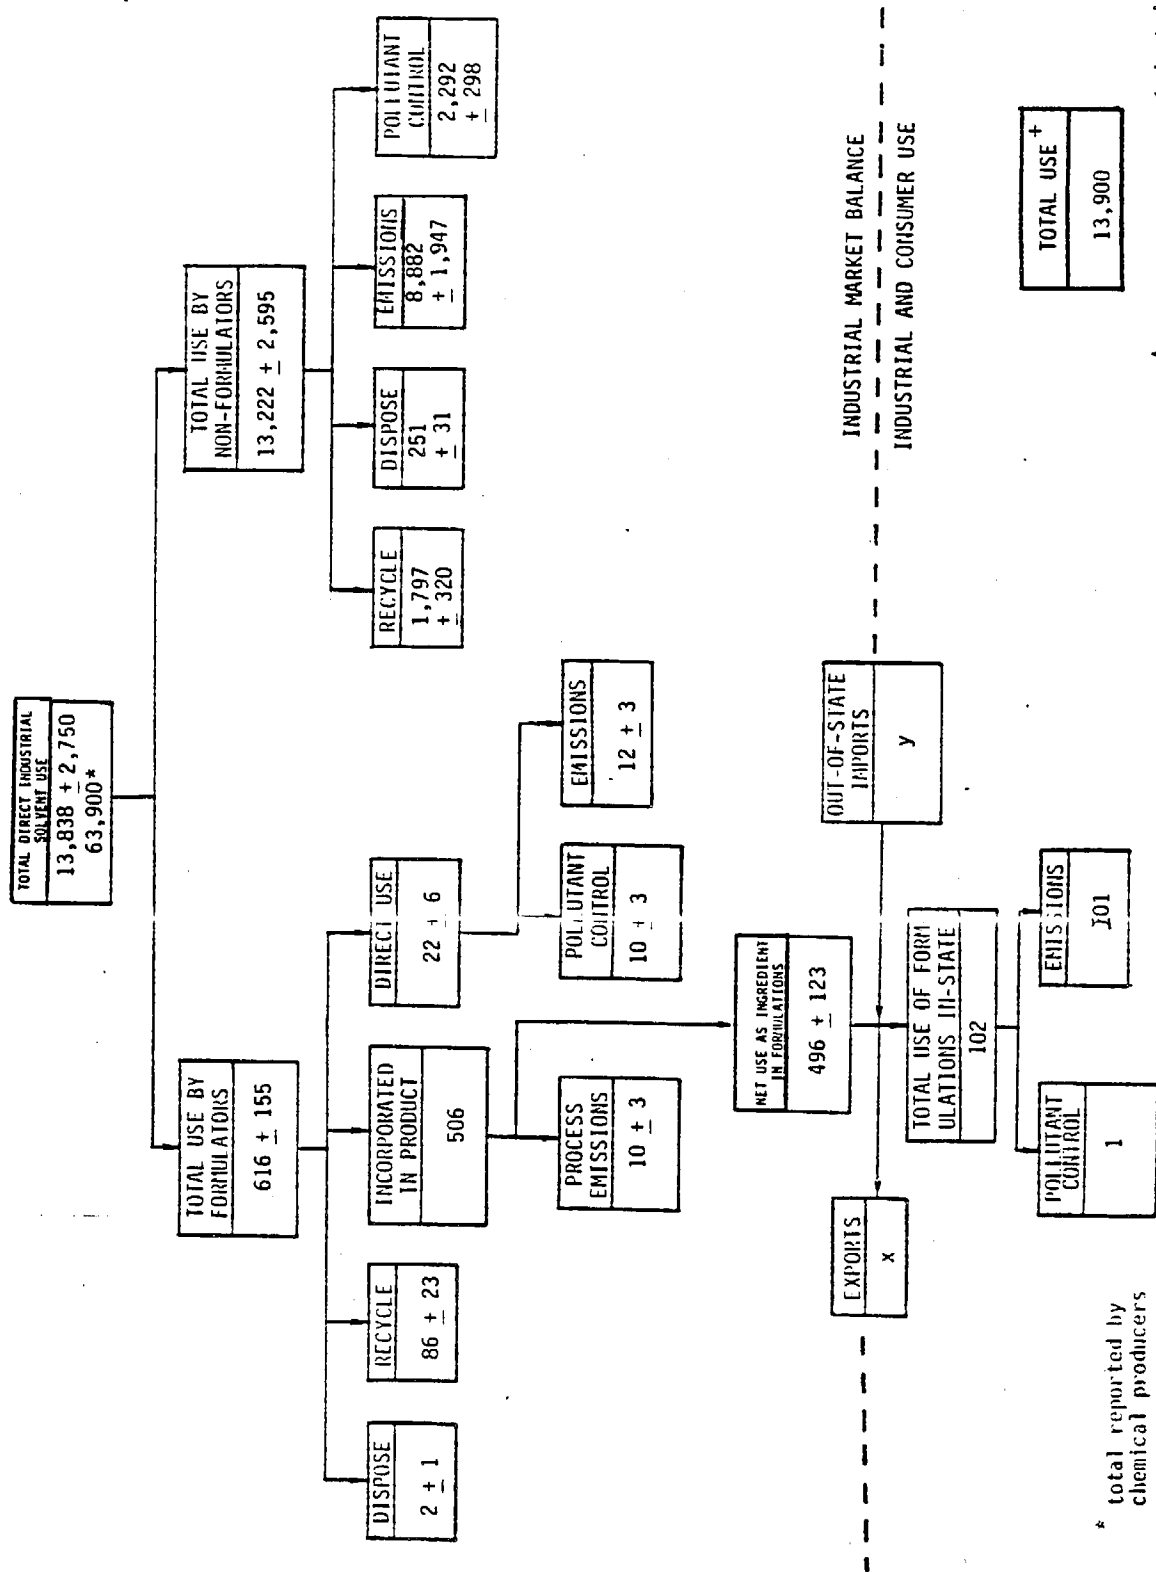 TOTAL DIRECT INDUSTRIAL
SOLVENT USE
13,838 ± 2,750
63,900*
TOTAL USE BY
FORMULATORS
616 ± 155
TOTAL USE BY
NON-FORMULATORS
13,222 ± 2,595
DISPOSE
2 ± 1
RECYCLE
86 ± 23
INCORPORATED
IN PRODUCT
506
DIRECT USE
22 ± 6
RECYCLE
1,797
± 320
DISPOSE
251
± 31
EMISSIONS
8,882
± 1,947
POLLUTANT
CONTROL
2,292
± 298
PROCESS
EMISSIONS
10 ± 3
POLLUTANT
CONTROL
10 ± 3
EMISSIONS
12 ± 3
NET USE AS INGREDIENT
IN FORMULATIONS
496 ± 123
EXPORTS
x
OUT-OF-STATE
IMPORTS
y
INDUSTRIAL MARKET BALANCE
INDUSTRIAL AND CONSUMER USE
TOTAL USE OF FORM
ULATIONS IN-STATE
102
POLLUTANT
CONTROL
1
EMISSIONS
101
TOTAL USE +
13,900
* total reported by
chemical producers